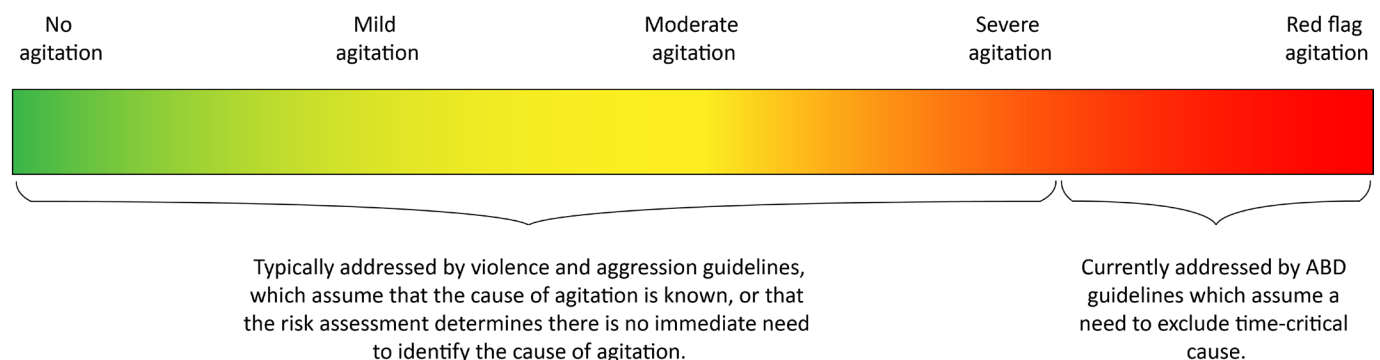 No
agitation
Mild
agitation
Moderate
agitation
Severe
agitation
Red flag
agitation
Typically addressed by violence and aggression guidelines,
which assume that the cause of agitation is known, or that
the risk assessment determines there is no immediate need
to identify the cause of agitation.
Currently addressed by ABD
guidelines which assume a
need to exclude time-critical
cause.